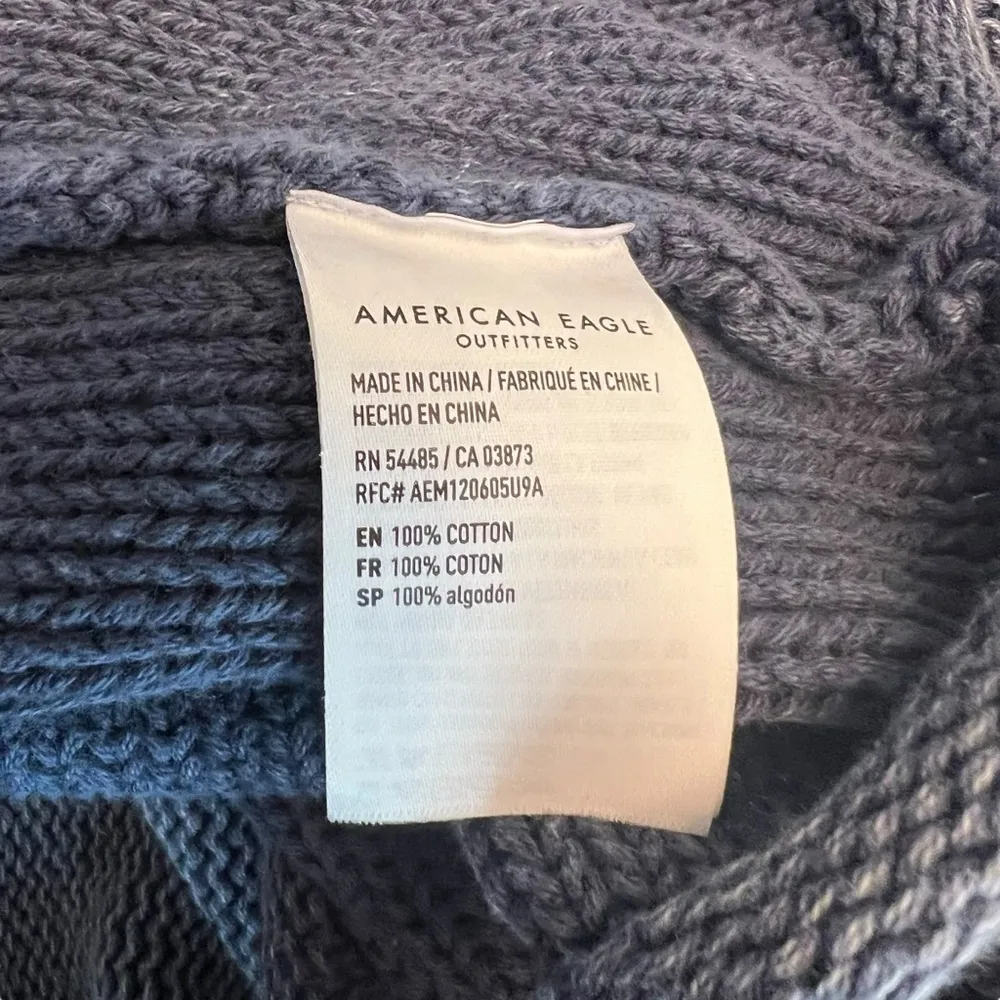 AMERICAN EAGLE
OUTFITTERS
MADE IN CHINA / FABRIQUÉ EN CHINE /
HECHO EN CHINA
RN 54485 / CA 03873
RFC# AEM120605U9A
EN 100% COTTON
FR 100% COTON
SP 100% algodón